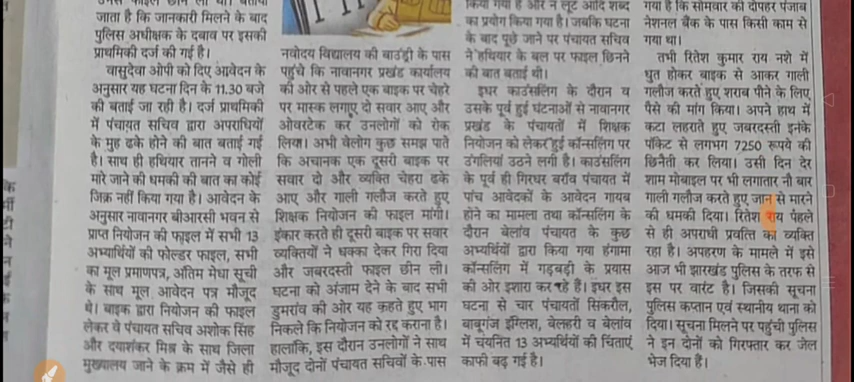 जाता है कि जानकारी मिलने के बाद
पुलिस अधीक्षक के दबाव पर इसकी
प्राथमिकी दर्ज की गई है।
वासुदेवा ओपी को दिए आवेदन के
अनुसार यह घटना दिन के 11.30 बजे
की बताई जा रही है। दर्ज प्राथमिकी
में पंचायत सचिव द्वारा अपराधियों
के मुह ढके होने की बात बताई गई
है। साथ ही हथियार तानने व गोली
मारे जाने की धमकी की बात का कोई
जिक्र नहीं किया गया है। आवेदन के
अनुसार नावानगर बीआरसी भवन से
प्राप्त नियोजन की फाइल में सभी 13
अभ्यार्थियों की फोल्डर फाइल, सभी
का मूल प्रमाणपत्र, अंतिम मेधा सूची
के साथ मूल आवेदन पत्र मौजूद
थे। बाइक द्वारा नियोजन की फाइल
लेकर वे पंचायत सचिव अशोक सिंह
और दयाशंकर मिश्र के साथ जिला
मुख्यालय जाने के क्रम में जैसे ही
नवोदय विद्यालय की बाउंड्री के पास
पहुंचे कि नावानगर प्रखंड कार्यालय
की ओर से पहले एक बाइक पर चेहरे
पर मास्क लगाए दो सवार आए और
ओवरटेक कर उनलोगों को रोक
लिया। अभी वेलोग कुछ समझ पाते
कि अचानक एक दूसरी बाइक पर
सवार दो और व्यक्ति चेहरा ढके
आए और गाली गलौज करते हुए
शिक्षक नियोजन की फाइल मांगी।
इंकार करते ही दूसरी बाइक पर सवार
व्यक्तियों ने धक्का देकर गिरा दिया
और जबरदस्ती फाइल छीन ली।
घटना को अंजाम देने के बाद सभी
डुमरांव की ओर यह कहते हुए भाग
निकले कि नियोजन को रद्द कराना है।
हालांकि, इस दौरान उनलोगों ने साथ
मौजूद दोनों पंचायत सचिवों के पास
किया गया है और न लूट आदि शब्द
का प्रयोग किया गया है। जबकि घटना
के बाद पूछे जाने पर पंचायत सचिव
ने हथियार के बल पर फाइल छिनने
की बात बताई थी।
इधर काउंसलिंग के दौरान व
उसके पूर्व हुई घटनाओं से नावानगर
प्रखंड के पंचायतों में शिक्षक
नियोजन को लेकर हुई कॉन्सलिंग पर
उंगलियां उठने लगी है। काउंसलिंग
के पूर्व ही गिरधर बराँव पंचायत में
पांच आवेदकों के आवेदन गायब
होने का मामला तथा कॉन्सलिंग के
दौरान बेलांव पंचायत के कुछ
अभ्यर्थियों द्वारा किया गया हंगामा
कॉन्सलिंग में गड़बड़ी के प्रयास
की ओर इशारा कर रहे हैं। इधर इस
घटना से चार पंचायतों सिकरौल,
बाबूगंज इंग्लिश, बेलहरी व बेलांव
में चयनित 13 अभ्यर्थियों की चिंताएं
काफी बढ़ गई है।
गया है कि सोमवार की दोपहर पंजाब
नेशनल बैंक के पास किसी काम से
गया था।
तभी रितेश कुमार राय नशे में
धुत होकर बाइक से आकर गाली
गलौज करते हुए शराब पीने के लिए
पैसे की मांग किया। अपने हाथ में
कटा लहराते हुए जबरदस्ती इनके
पॉकेट से लगभग 7250 रूपये की
छिनैती कर लिया। उसी दिन देर
शाम मोबाइल पर भी लगातार नौ बार
गाली गलौज करते हुए जान से मारने
की धमकी दिया। रितेश राय पंहले
से ही अपराधी प्रवत्ति का व्यक्ति
रहा है। अपहरण के मामले में इसे
आज भी झारखंड पुलिस के तरफ से
इस पर वारंट है। जिसकी सूचना
पुलिस कप्तान एवं स्थानीय थाना को
दिया। सूचना मिलने पर पहुंची पुलिस
ने इन दोनों को गिरफ्तार कर जेल
भेज दिया हैं।